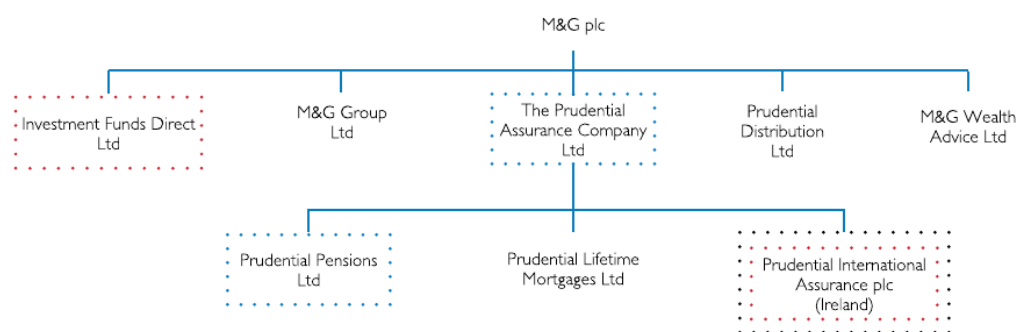 M&G plc
Investment Funds Direct
Ltd
M&G Group
Ltd
The Prudential
Assurance Company
Ltd
Prudential
Distribution
Ltd
M&G Wealth
Advice Ltd
Prudential Pensions
Ltd
Prudential Lifetime
Mortgages Ltd
Prudential International
Assurance plc
(Ireland)